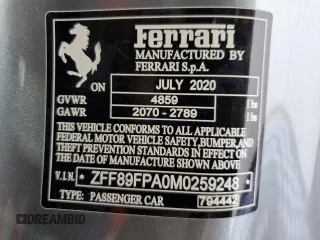 Ferrari
MANUFACTURED BY
FERRARI S.p.A.
ON JULY 2020
GVWR 4859 lbs
GAWR 2070 - 2789 lbs
THIS VEHICLE CONFORMS TO ALL APPLICABLE
FEDERAL MOTOR VEHICLE SAFETY, BUMPER, AND
THEFT PREVENTION STANDARDS IN EFFECT ON
THE DATE OF MANUFACTURE SHOWN ABOVE
V.I.N. * ZFF89FPA0M0259248 *
TYPE: PASSENGER CAR 794442
DREAMBID